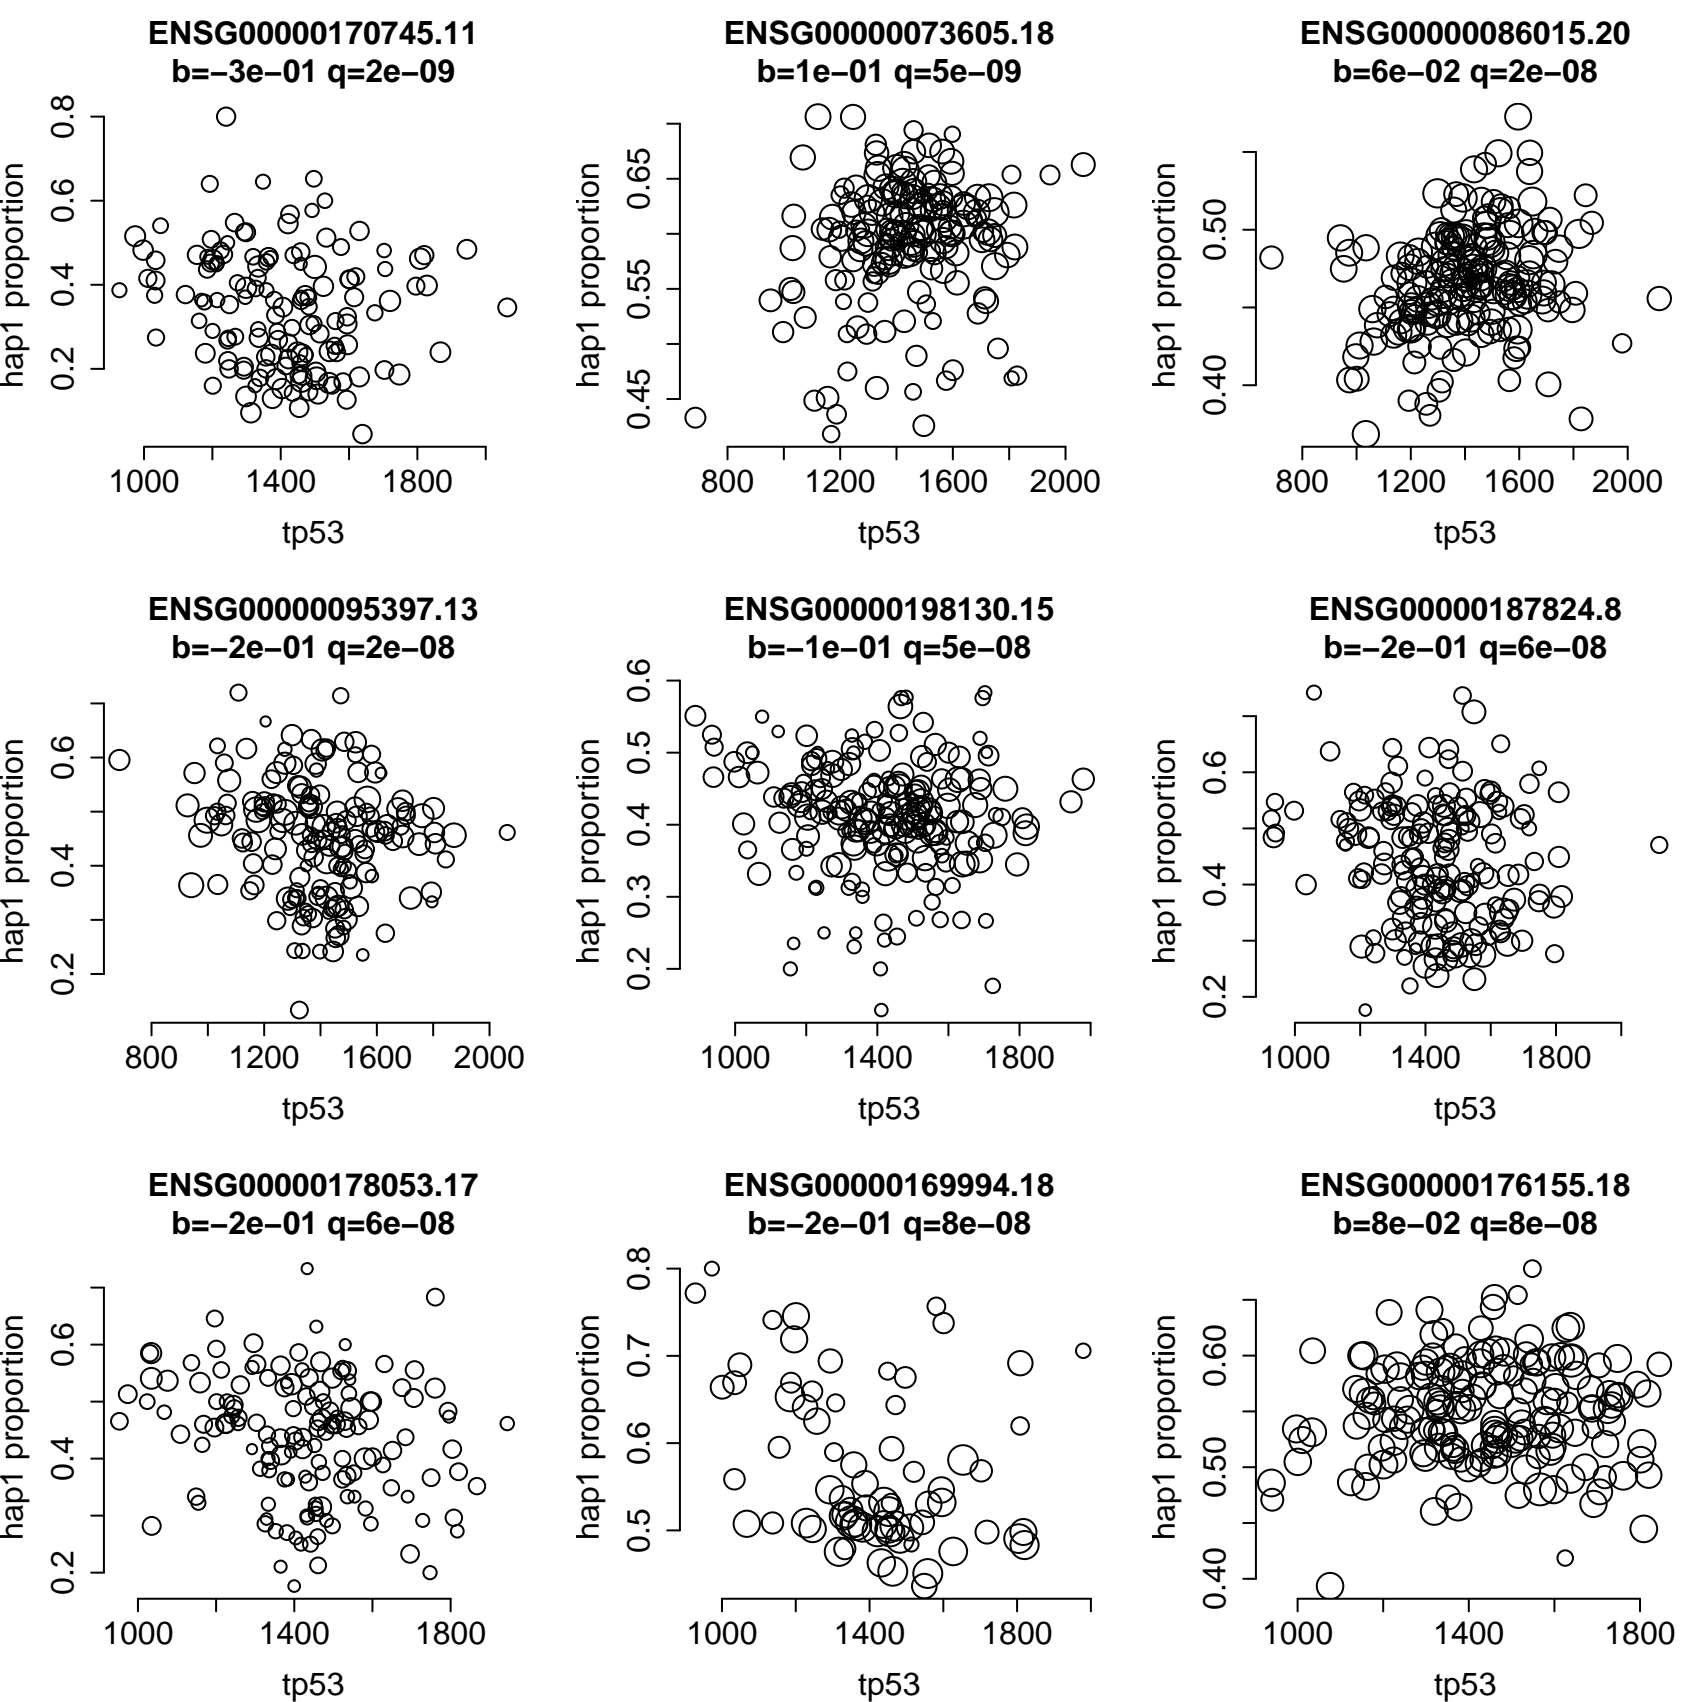 ENSG00000170745.11
b=−3e−01 q=2e−09
hap1 proportion
0.2 0.4 0.6 0.8
1000 1400 1800
tp53
ENSG00000073605.18
b=1e−01 q=5e−09
hap1 proportion
0.45 0.55 0.65
800 1200 1600 2000
tp53
ENSG00000086015.20
b=6e−02 q=2e−08
hap1 proportion
0.40 0.50
800 1200 1600 2000
tp53
ENSG00000095397.13
b=−2e−01 q=2e−08
hap1 proportion
0.2 0.4 0.6
800 1200 1600 2000
tp53
ENSG00000198130.15
b=−1e−01 q=5e−08
hap1 proportion
0.2 0.3 0.4 0.5 0.6
1000 1400 1800
tp53
ENSG00000187824.8
b=−2e−01 q=6e−08
hap1 proportion
0.2 0.4 0.6
1000 1400 1800
tp53
ENSG00000178053.17
b=−2e−01 q=6e−08
hap1 proportion
0.2 0.4 0.6
1000 1400 1800
tp53
ENSG00000169994.18
b=−2e−01 q=8e−08
hap1 proportion
0.5 0.6 0.7 0.8
1000 1400 1800
tp53
ENSG00000176155.18
b=8e−02 q=8e−08
hap1 proportion
0.40 0.50 0.60
1000 1400 1800
tp53